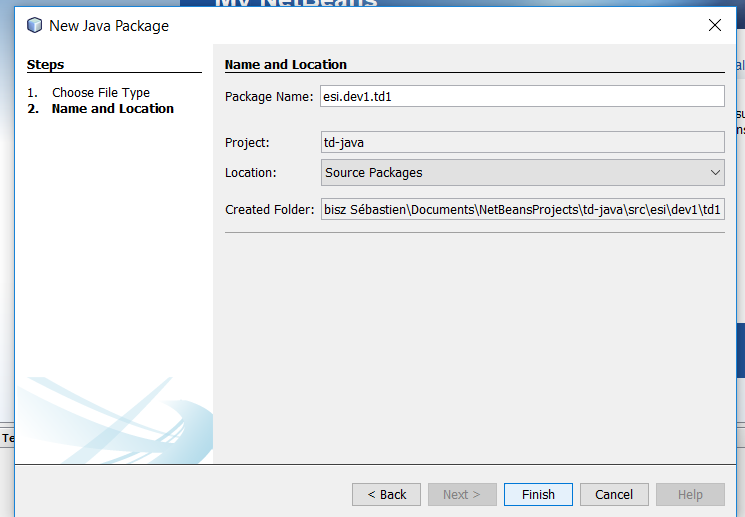 My NetBeans
New Java Package
Steps
1. Choose File Type
2. Name and Location
Name and Location
Package Name: esi.dev1.td1
Project: td-java
Location: Source Packages
Created Folder: bisz Sébastien\Documents\NetBeansProjects\td-java\src\esi\dev1\td1
< Back Next > Finish Cancel Help